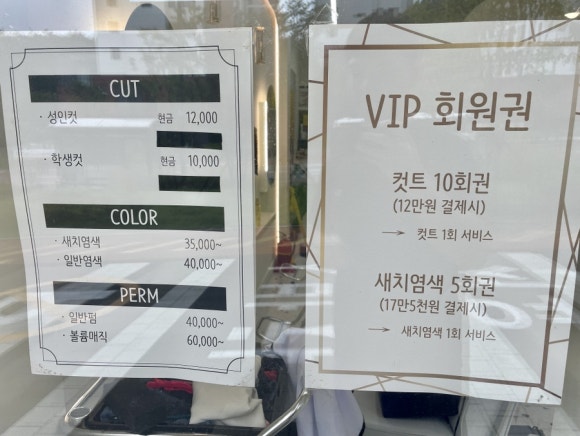 CUT
· 성인컷 현금 12,000
· 학생컷 현금 10,000
COLOR
· 새치염색 35,000~
· 일반염색 40,000~
PERM
· 일반펌 40,000~
· 볼륨매직 60,000~
VIP 회원권
컷트 10회권
(12만원 결제시)
→ 컷트 1회 서비스
새치염색 5회권
(17만5천원 결제시)
→ 새치염색 1회 서비스